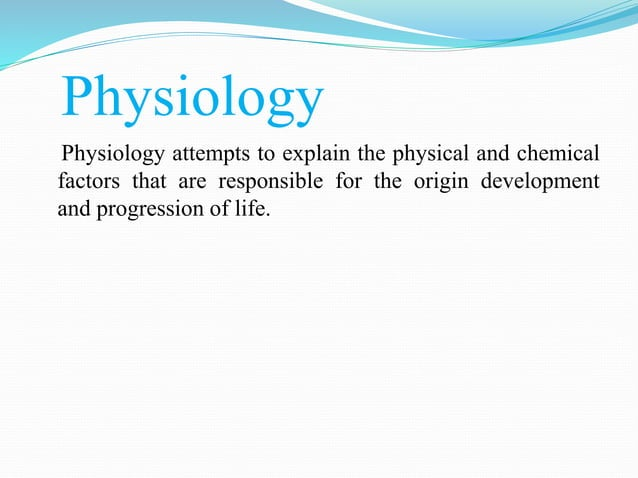 Physiology
Physiology attempts to explain the physical and chemical
factors that are responsible for the origin development
and progression of life.